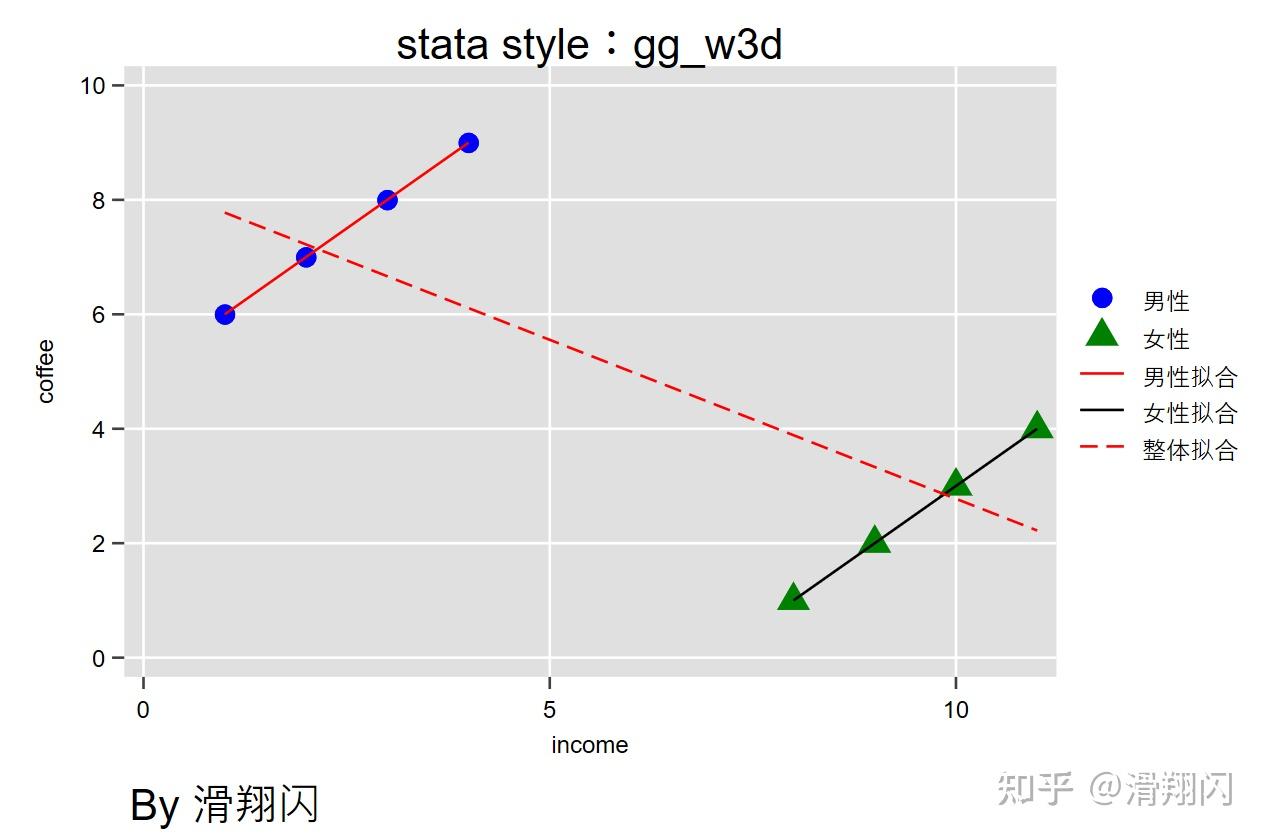 stata style：gg_w3d
10
8
6
4
2
0
coffee
0 5 10
income
男性
女性
男性拟合
女性拟合
整体拟合
By 滑翔闪
知乎 @滑翔闪